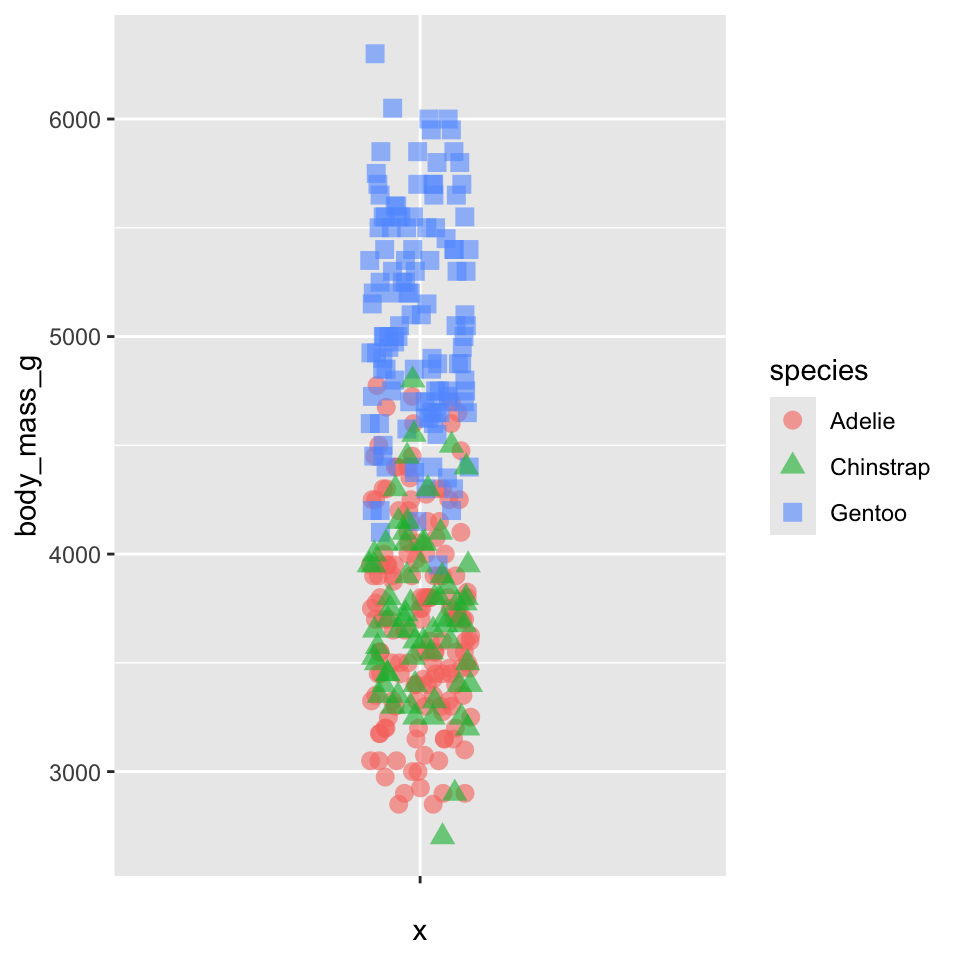 6000
5000
4000
3000
body_mass_g
x
species
Adelie
Chinstrap
Gentoo